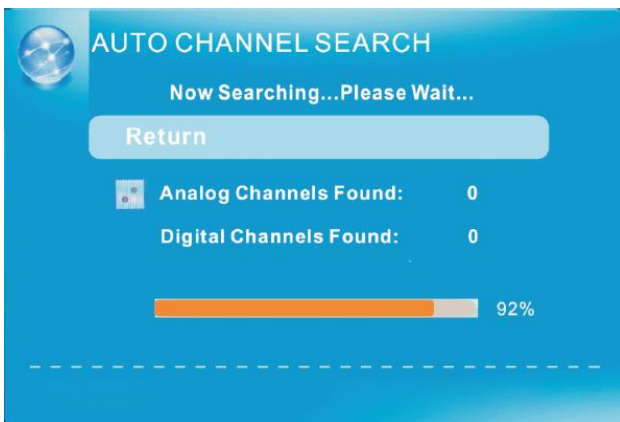 AUTO CHANNEL SEARCH
Now Searching...Please Wait...
Return
Analog Channels Found: 0
Digital Channels Found: 0
92%